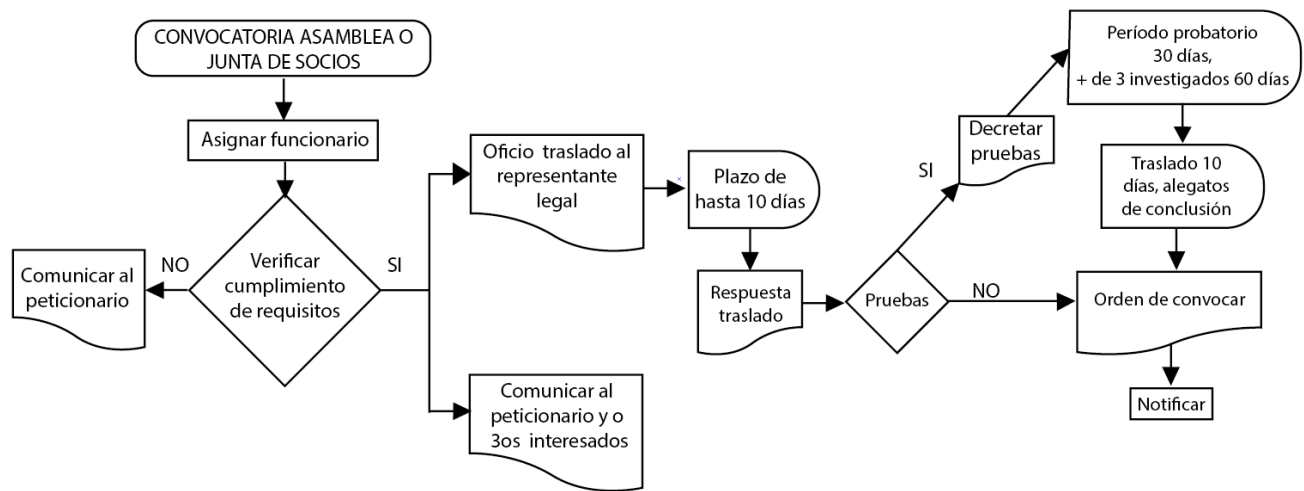 CONVOCATORIA ASAMBLEA O
JUNTA DE SOCIOS
Asignar funcionario
Verificar
cumplimiento
de requisitos
NO
Comunicar al
peticionario
SI
Oficio traslado al
representante
legal
Comunicar al
peticionario y o
3os interesados
Plazo de
hasta 10 días
Respuesta
traslado
Pruebas
SI
Decretar
pruebas
Período probatorio
30 días,
+ de 3 investigados 60 días
Traslado 10
días, alegatos
de conclusión
NO
Orden de convocar
Notificar